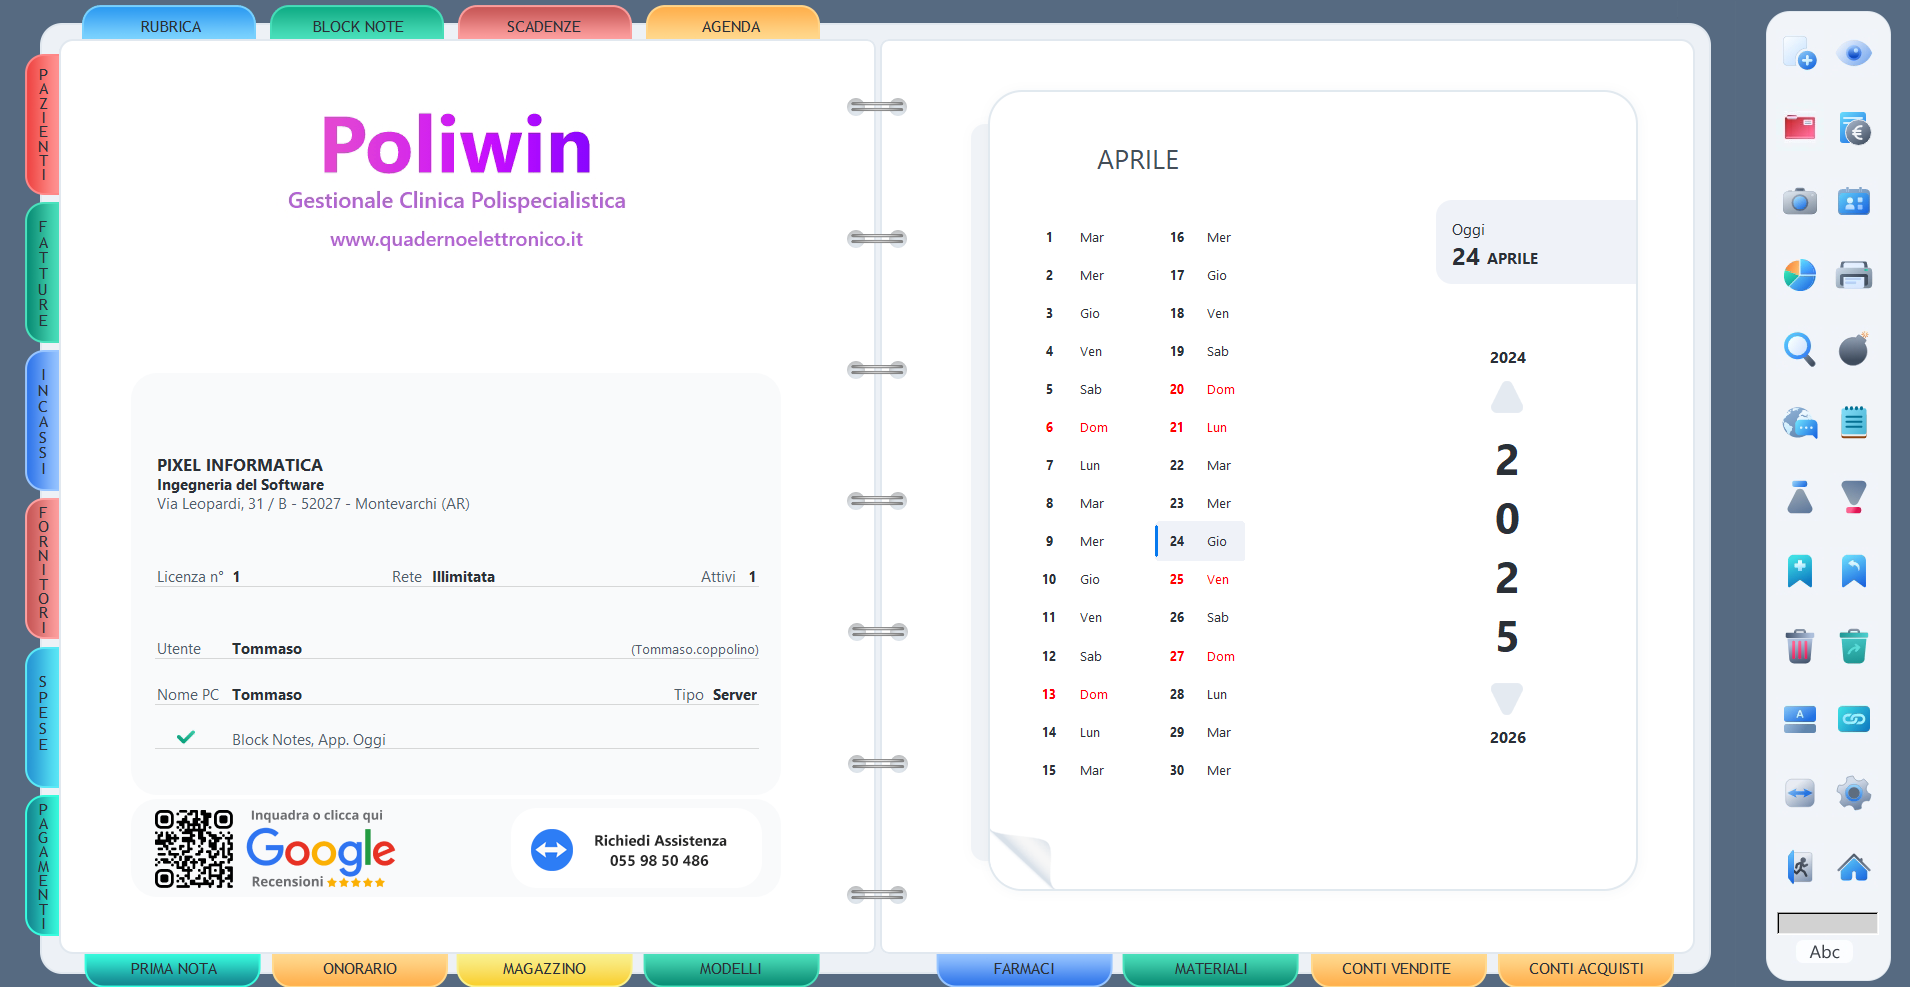 RUBRICA
BLOCK NOTE
SCADENZE
AGENDA
PAZIENTI
FATTURE
INCASSI
FORNITORI
SPESE
PAGAMENTI
Poliwin
Gestionale Clinica Polispecialistica
www.quadernoelettronico.it
PIXEL INFORMATICA
Ingegneria del Software
Via Leopardi, 31 / B - 52027 - Montevarchi (AR)
Licenza n° 1 Rete Illimitata Attivi 1
Utente Tommaso (Tommaso.coppolino)
Nome PC Tommaso Tipo Server
Block Notes, App. Oggi
Inquadra o clicca qui
Google
Recensioni
Richiedi Assistenza
055 98 50 486
APRILE
1 Mar 16 Mer
2 Mer 17 Gio
3 Gio 18 Ven
4 Ven 19 Sab
5 Sab 20 Dom
6 Dom 21 Lun
7 Lun 22 Mar
8 Mar 23 Mer
9 Mer 24 Gio
10 Gio 25 Ven
11 Ven 26 Sab
12 Sab 27 Dom
13 Dom 28 Lun
14 Lun 29 Mar
15 Mar 30 Mer
Oggi
24 APRILE
2024
2
0
2
5
2026
A
Abc
PRIMA NOTA
ONORARIO
MAGAZZINO
MODELLI
FARMACI
MATERIALI
CONTI VENDITE
CONTI ACQUISTI